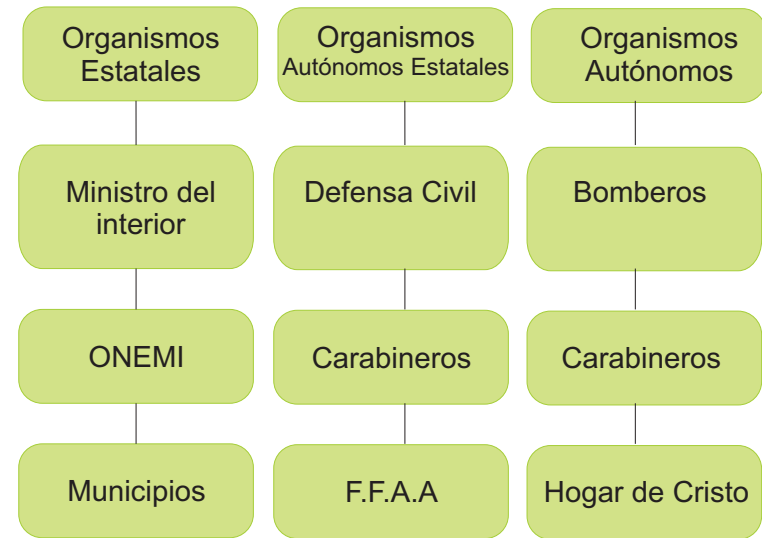 Organismos
Estatales
Ministro del
interior
ONEMI
Municipios
Organismos
Autónomos Estatales
Defensa Civil
Carabineros
F.F.A.A
Organismos
Autónomos
Bomberos
Carabineros
Hogar de Cristo